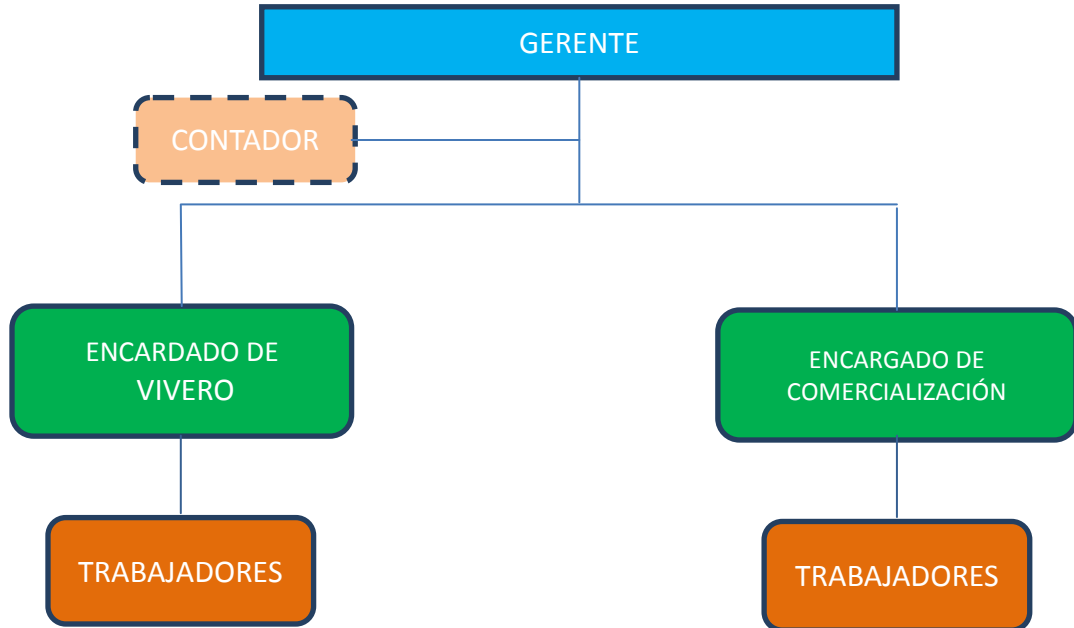 GERENTE
CONTADOR
ENCARDADO DE
VIVERO
ENCARGADO DE
COMERCIALIZACIÓN
TRABAJADORES
TRABAJADORES